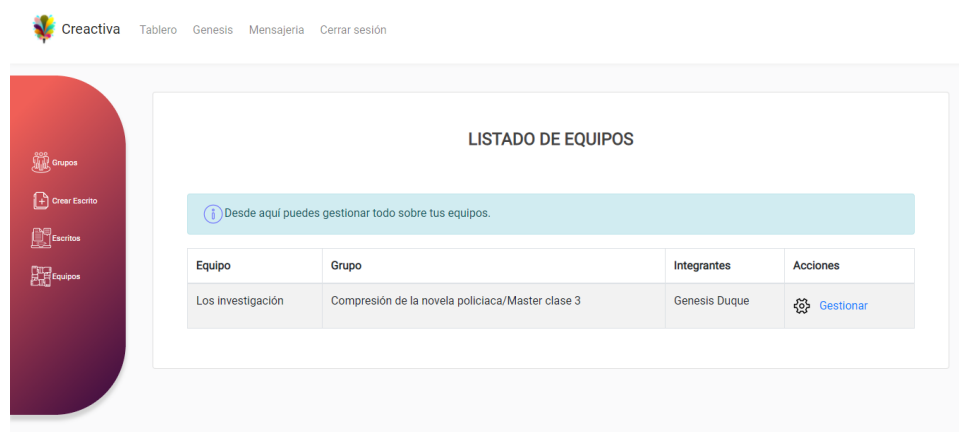 Creactiva Tablero Genesis Mensajeria Cerrar sesión
Grupos
Crear Escrito
Escritos
Equipos
LISTADO DE EQUIPOS
Desde aquí puedes gestionar todo sobre tus equipos.
Equipo Grupo Integrantes Acciones
Los investigación Compresión de la novela policiaca/Master clase 3 Genesis Duque Gestionar